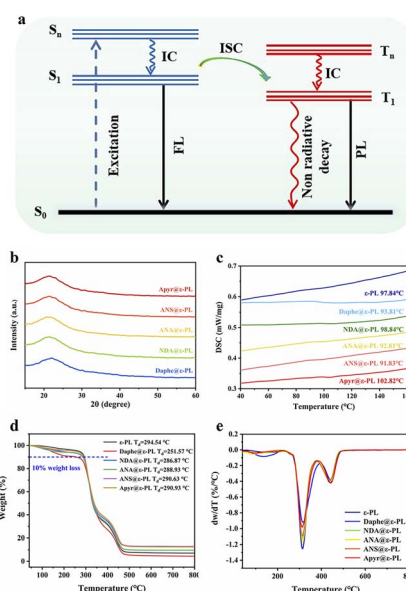 a
Sn
IC
S1
ISC
Tn
IC
T1
Excitation
FL
Non radiative
decay
PL
S0
b
Intensity (a.u.)
Apyr@ε-PL
ANS@ε-PL
ANA@ε-PL
NDA@ε-PL
Daphe@ε-PL
20 30 40 50 60
2θ (degree)
c
DSC (mW/mg)
0.7
0.6
0.5
0.4
0.3
ε-PL 97.84°C
Daphe@ε-PL 93.81°C
NDA@ε-PL 98.84°C
ANA@ε-PL 92.81°C
ANS@ε-PL 91.83°C
Apyr@ε-PL 102.82°C
40 60 80 100 120 140
Temperature (°C)
d
Weight (%)
100
80
60
40
20
0
10% weight loss
ε-PL Td=294.54 °C
Daphe@ε-PL Td=251.57 °C
NDA@ε-PL Td=286.87 °C
ANA@ε-PL Td=288.93 °C
ANS@ε-PL Td=290.63 °C
Apyr@ε-PL Td=290.93 °C
100 200 300 400 500 600 700 800
Temperature (°C)
e
dw/dT (%/°C)
0.0
-0.2
-0.4
-0.6
-0.8
-1.0
-1.2
-1.4
ε-PL
Daphe@ε-PL
NDA@ε-PL
ANA@ε-PL
ANS@ε-PL
Apyr@ε-PL
200 400 600
Temperature (°C)